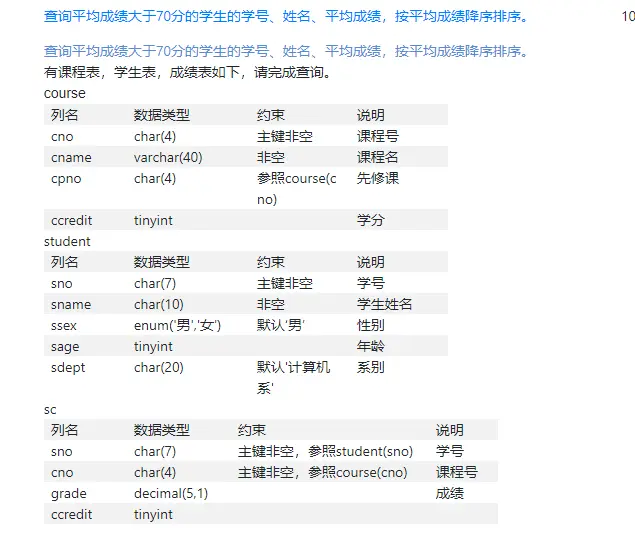 查询平均成绩大于70分的学生的学号、姓名、平均成绩，按平均成绩降序排序。 10
查询平均成绩大于70分的学生的学号、姓名、平均成绩，按平均成绩降序排序。
有课程表，学生表，成绩表如下，请完成查询。
course
列名 数据类型 约束 说明
cno char(4) 主键非空 课程号
cname varchar(40) 非空 课程名
cpno char(4) 参照course(c 先修课
no)
ccredit tinyint 学分
student
列名 数据类型 约束 说明
sno char(7) 主键非空 学号
sname char(10) 非空 学生姓名
ssex enum('男','女') 默认'男' 性别
sage tinyint 年龄
sdept char(20) 默认'计算机 系别
系'
sc
列名 数据类型 约束 说明
sno char(7) 主键非空，参照student(sno) 学号
cno char(4) 主键非空，参照course(cno) 课程号
grade decimal(5,1) 成绩
ccredit tinyint